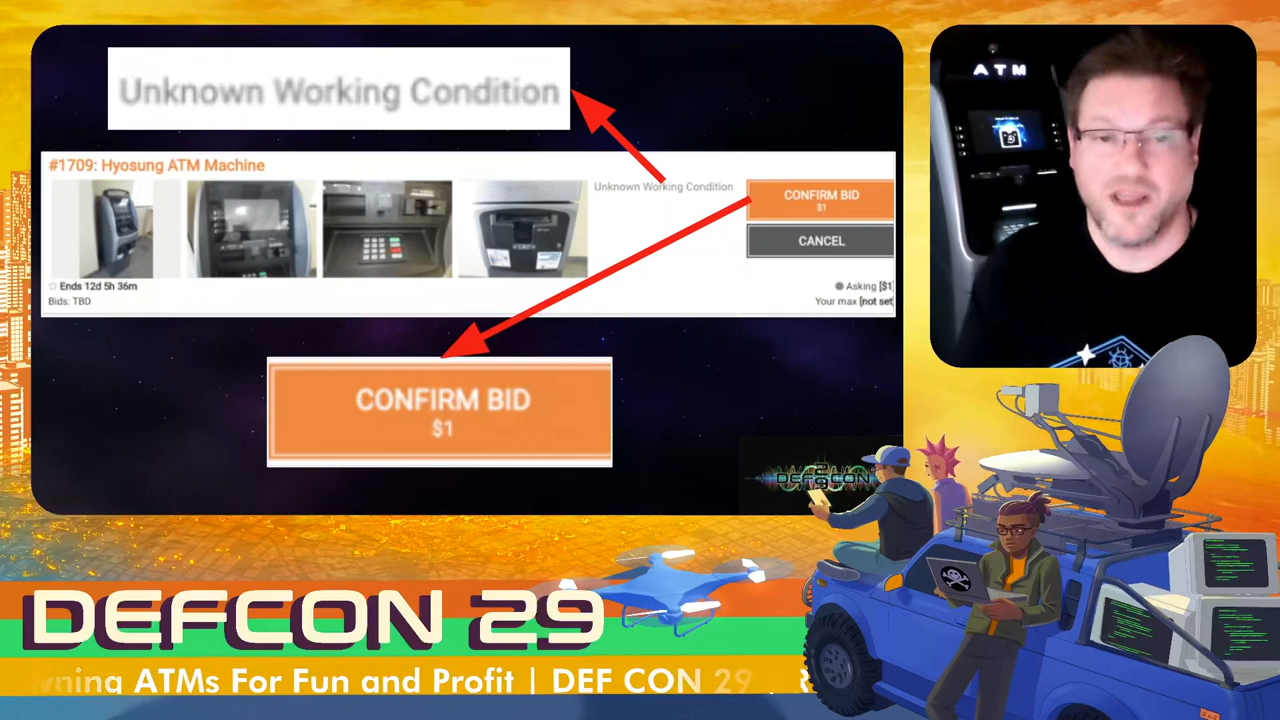 Unknown Working Condition
#1709: Hyosung ATM Machine
Unknown Working Condition
CONFIRM BID
$1
CANCEL
Ends 12d 5h 36m
Bids: TBD
Asking [$1]
Your max [not set
CONFIRM BID
$1
ATM
DEFCON
DEFCON 29
wning ATMs For Fun and Profit | DEF CON 29